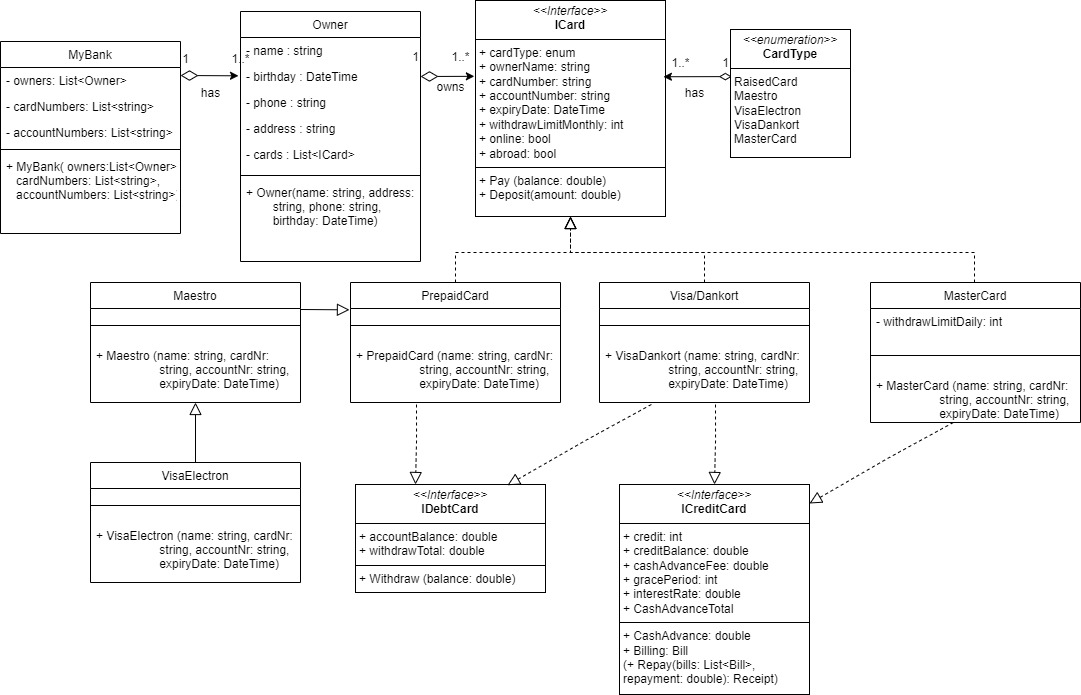 MyBank
- owners: List<Owner>
- cardNumbers: List<string>
- accountNumbers: List<string>
+ MyBank( owners:List<Owner>
cardNumbers: List<string>,
accountNumbers: List<string>
1
1..*
has
Owner
- name : string
- birthday : DateTime
- phone : string
- address : string
- cards : List<ICard>
+ Owner(name: string, address:
string, phone: string,
birthday: DateTime)
1
1..*
owns
<<Interface>>
ICard
+ cardType: enum
+ ownerName: string
+ cardNumber: string
+ accountNumber: string
+ expiryDate: DateTime
+ withdrawLimitMonthly: int
+ online: bool
+ abroad: bool
+ Pay (balance: double)
+ Deposit(amount: double)
1..*
1
has
<<enumeration>>
CardType
RaisedCard
Maestro
VisaElectron
VisaDankort
MasterCard
Maestro
+ Maestro (name: string, cardNr:
string, accountNr: string,
expiryDate: DateTime)
PrepaidCard
+ PrepaidCard (name: string, cardNr:
string, accountNr: string,
expiryDate: DateTime)
Visa/Dankort
+ VisaDankort (name: string, cardNr:
string, accountNr: string,
expiryDate: DateTime)
MasterCard
- withdrawLimitDaily: int
+ MasterCard (name: string, cardNr:
string, accountNr: string,
expiryDate: DateTime)
VisaElectron
+ VisaElectron (name: string, cardNr:
string, accountNr: string,
expiryDate: DateTime)
<<Interface>>
IDebtCard
+ accountBalance: double
+ withdrawTotal: double
+ Withdraw (balance: double)
<<Interface>>
ICreditCard
+ credit: int
+ creditBalance: double
+ cashAdvanceFee: double
+ gracePeriod: int
+ interestRate: double
+ CashAdvanceTotal
+ CashAdvance: double
+ Billing: Bill
(+ Repay(bills: List<Bill>,
repayment: double): Receipt)